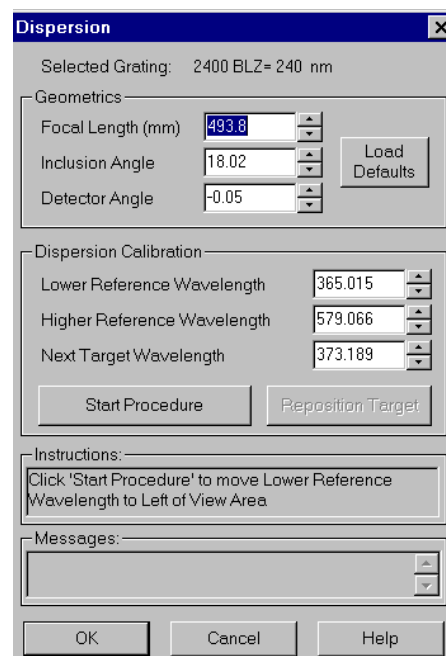 Dispersion
Selected Grating: 2400 BLZ= 240 nm
Geometrics
Focal Length (mm) 493.8
Inclusion Angle 18.02
Detector Angle -0.05
Load
Defaults
Dispersion Calibration
Lower Reference Wavelength 365.015
Higher Reference Wavelength 579.066
Next Target Wavelength 373.189
Start Procedure Reposition Target
Instructions:
Click 'Start Procedure' to move Lower Reference
Wavelength to Left of View Area
Messages:
OK Cancel Help